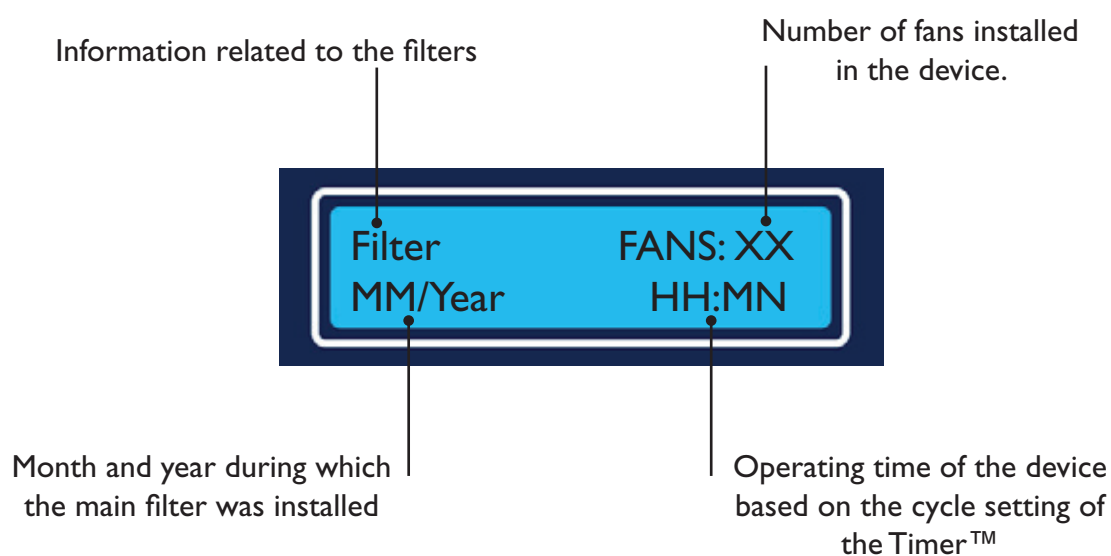 Information related to the filters
Number of fans installed
in the device.
Filter FANS: XX
MM/Year HH:MN
Month and year during which
the main filter was installed
Operating time of the device
based on the cycle setting of
the Timer™